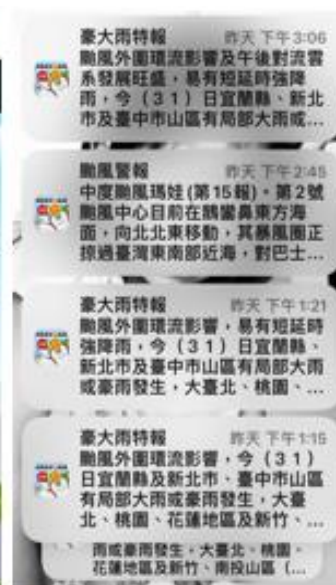 豪大雨特報 昨天 下午3:06
颱風外圍環流影響及午後對流雲
系發展旺盛,易有短延時強降
雨,今(31)日宜蘭縣、新北
市及臺中市山區有局部大雨或...
颱風警報 昨天 下午2:45
中度颱風瑪娃(第15報)。第2號
颱風中心目前在鵝鑾鼻東方海
面,向北北東移動,其暴風圈正
掠過臺灣東南部近海,對巴士...
豪大雨特報 昨天 下午1:21
颱風外圍環流影響,易有短延時
強降雨,今(31)日宜蘭縣、
新北市及臺中市山區有局部大雨
或豪雨發生,大臺北、桃園、...
豪大雨特報 昨天 下午1:15
颱風外圍環流影響,今(31)
日宜蘭縣及新北市、臺中市山區
有局部大雨或豪雨發生,大臺
北、桃園、花蓮地區及新竹、...
雨或豪雨發生,大臺北、桃園、
花蓮地區及新竹、南投山區(...